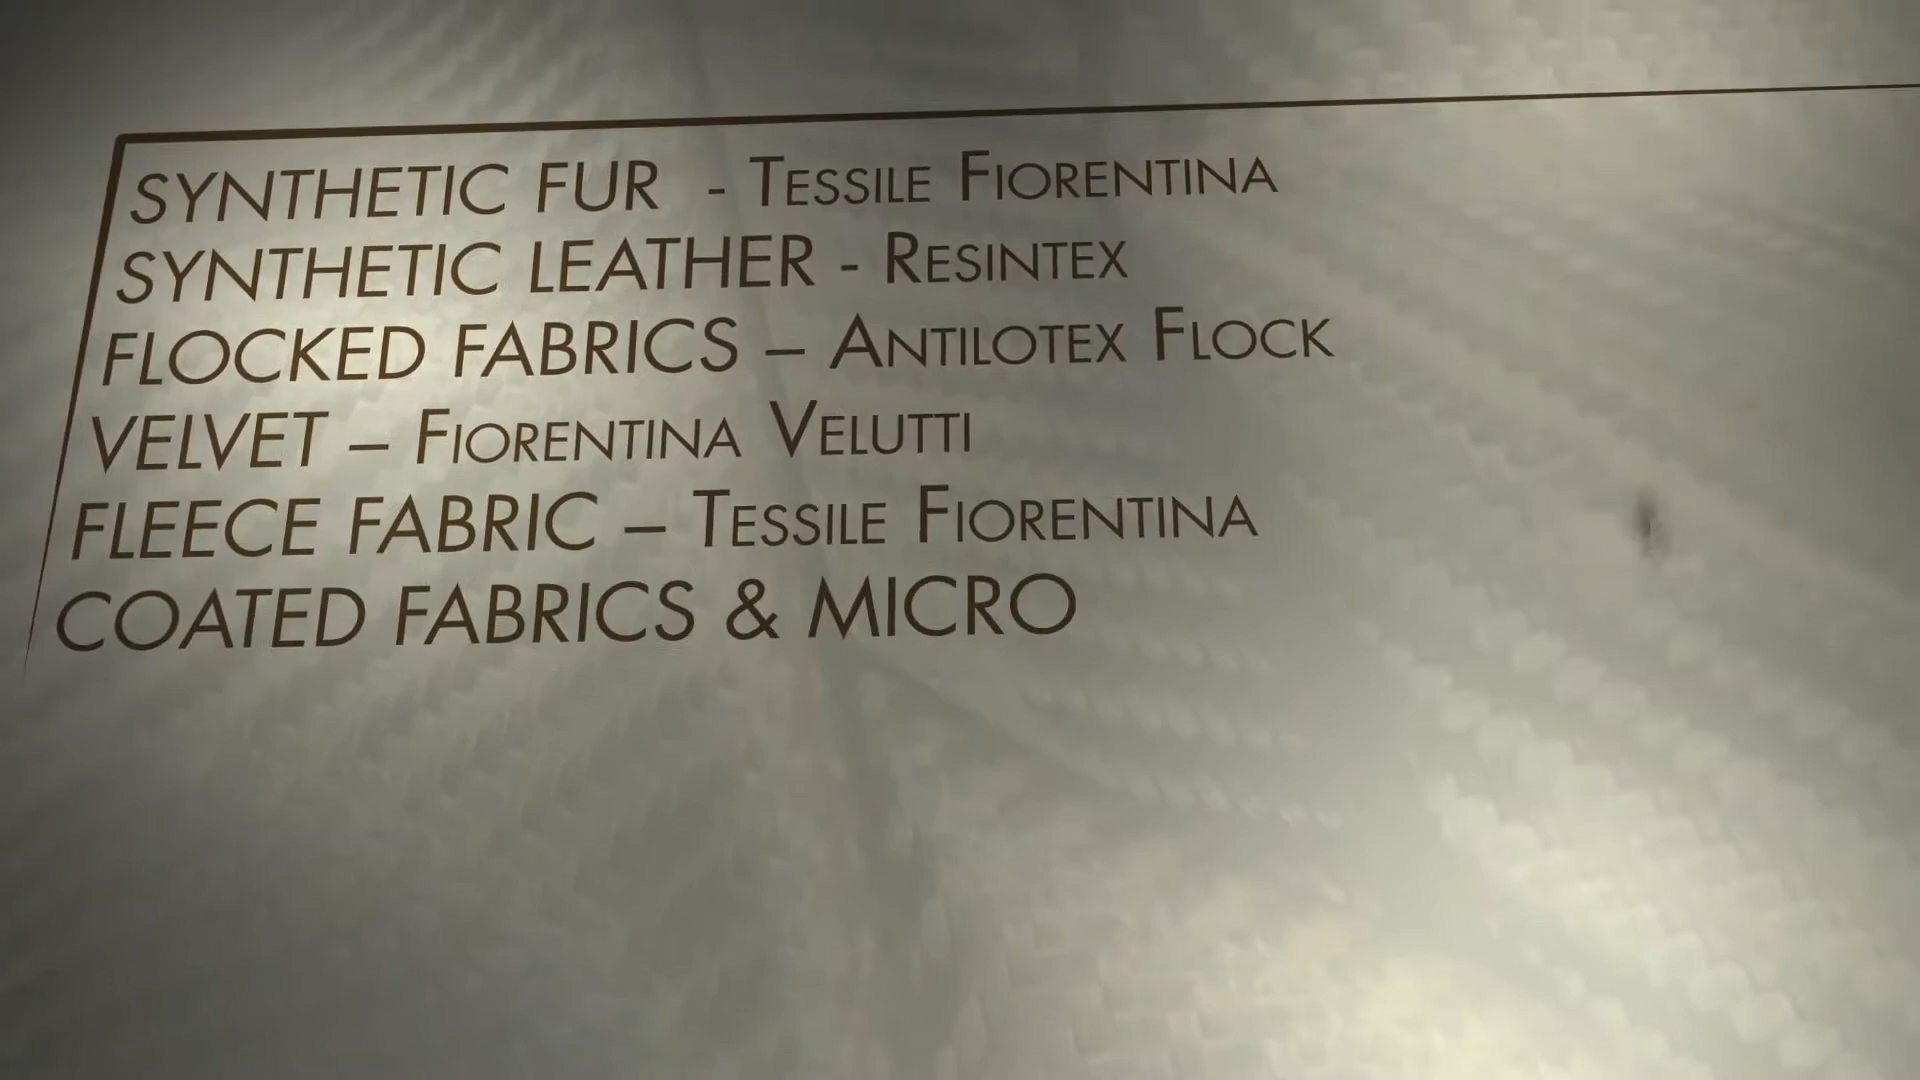 SYNTHETIC FUR - TESSILE FIORENTINA
SYNTHETIC LEATHER - RESINTEX
FLOCKED FABRICS – ANTILOTEX FLOCK
VELVET – FIORENTINA VELUTTI
FLEECE FABRIC – TESSILE FIORENTINA
COATED FABRICS & MICRO